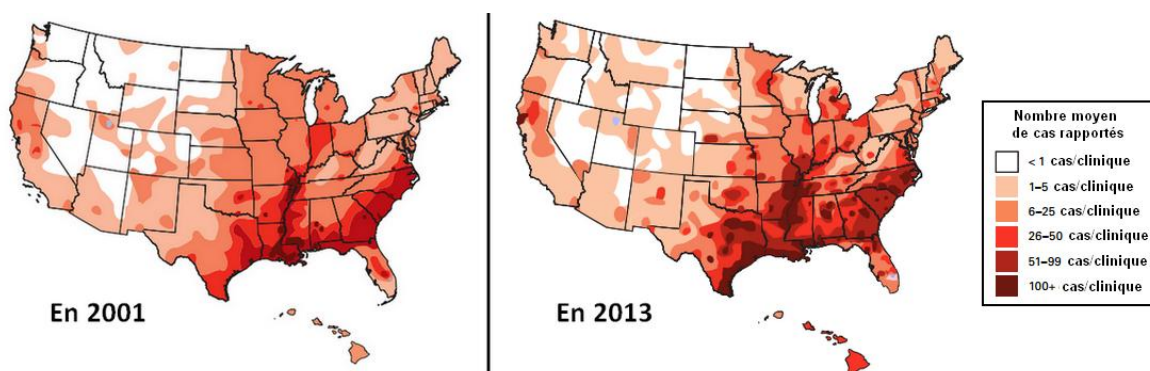 En 2001
En 2013
Nombre moyen
de cas rapportés
< 1 cas/clinique
1–5 cas/clinique
6–25 cas/clinique
26–50 cas/clinique
51–99 cas/clinique
100+ cas/clinique